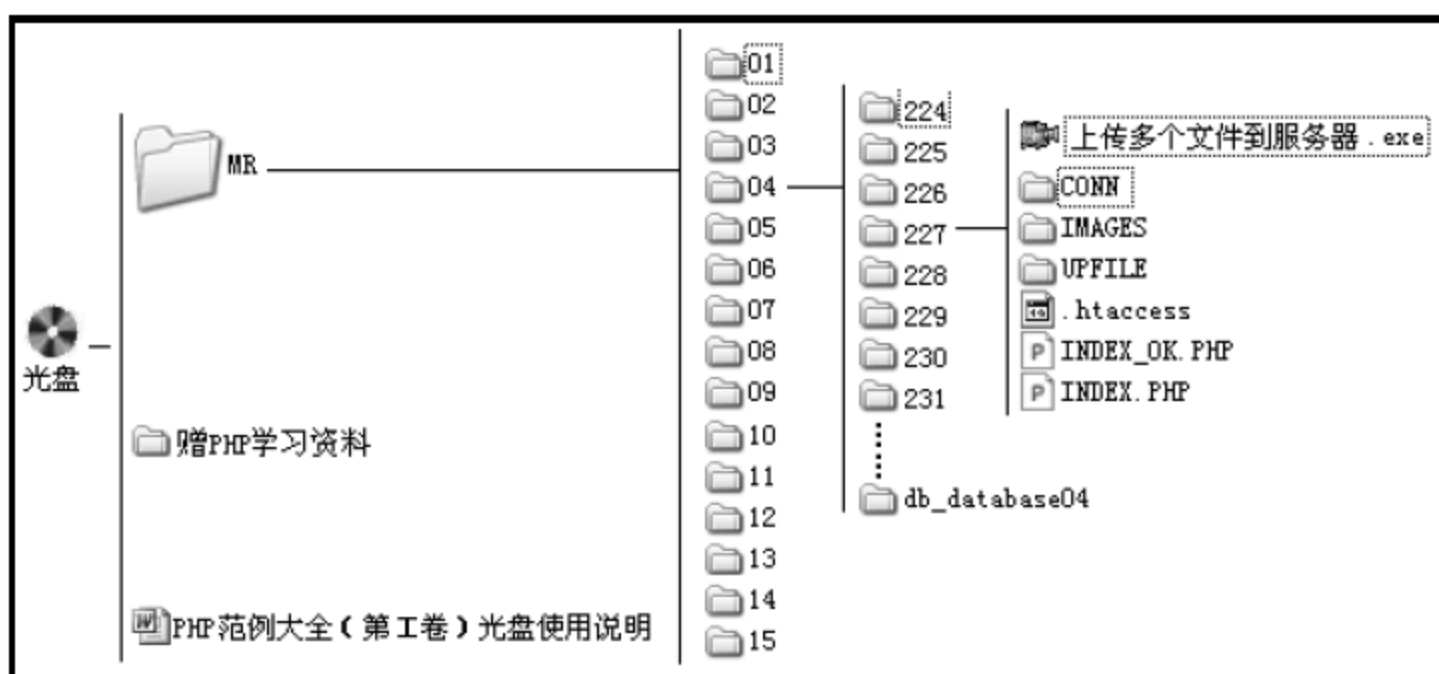 光盘
MR
赠PHP学习资料
PHP范例大全（第I卷）光盘使用说明
01
02
03
04
05
06
07
08
09
10
11
12
13
14
15
224
225
226
227
228
229
230
231
db_database04
上传多个文件到服务器.exe
CONN
IMAGES
UPFILE
.htaccess
INDEX_OK.PHP
INDEX.PHP